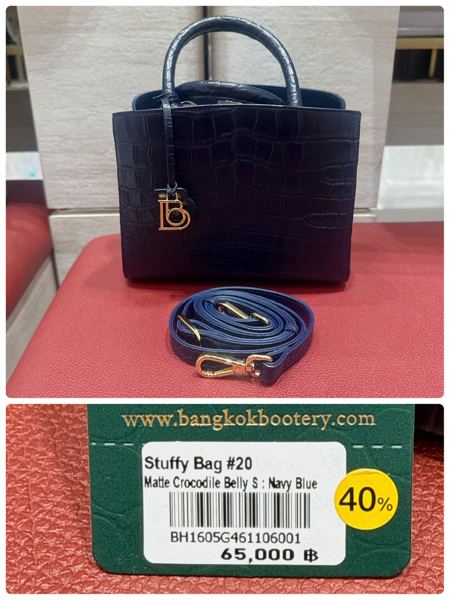 B
www.bangkokbootery.com
Stuffy Bag #20
Matte Crocodile Belly S : Navy Blue
40%
BH1605G461106001
65,000 ฿